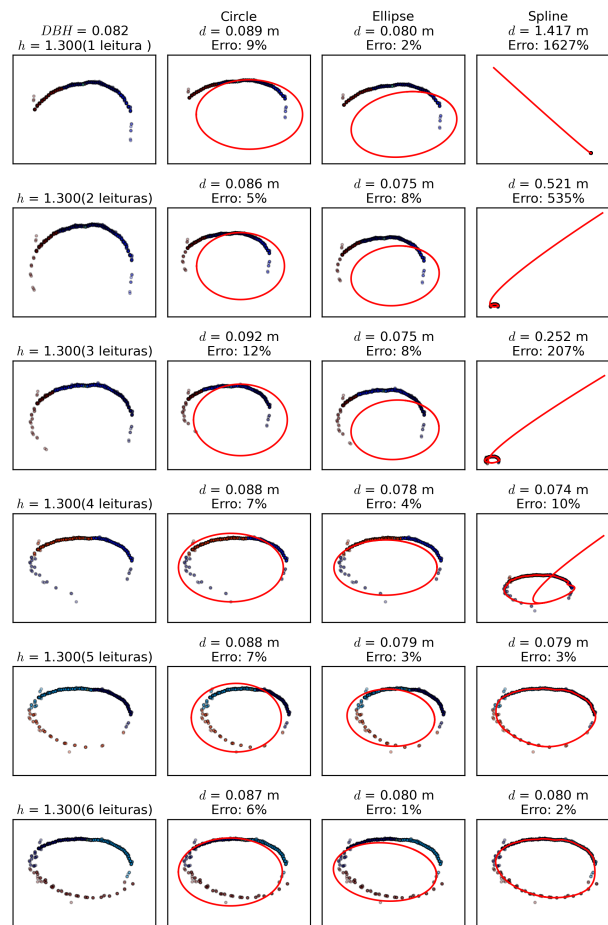 Circle
Ellipse
Spline
DBH = 0.082
d = 0.089 m
d = 0.080 m
d = 1.417 m
h = 1.300(1 leitura )
Erro: 9%
Erro: 2%
Erro: 1627%
d = 0.086 m
d = 0.075 m
d = 0.521 m
h = 1.300(2 leituras)
Erro: 5%
Erro: 8%
Erro: 535%
d = 0.092 m
d = 0.075 m
d = 0.252 m
h = 1.300(3 leituras)
Erro: 12%
Erro: 8%
Erro: 207%
d = 0.088 m
d = 0.078 m
d = 0.074 m
h = 1.300(4 leituras)
Erro: 7%
Erro: 4%
Erro: 10%
d = 0.088 m
d = 0.079 m
d = 0.079 m
h = 1.300(5 leituras)
Erro: 7%
Erro: 3%
Erro: 3%
d = 0.087 m
d = 0.080 m
d = 0.080 m
h = 1.300(6 leituras)
Erro: 6%
Erro: 1%
Erro: 2%